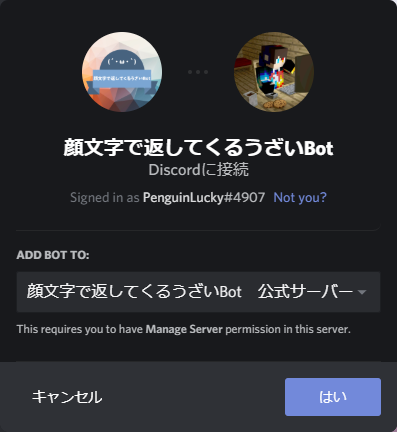 (´・ω・｀)
顔文字で返してくるうざいBot
顔文字で返してくるうざいBot
Discordに接続
Signed in as PenguinLucky#4907 Not you?
ADD BOT TO:
顔文字で返してくるうざいBot　公式サーバー
This requires you to have Manage Server permission in this server.
キャンセル
はい